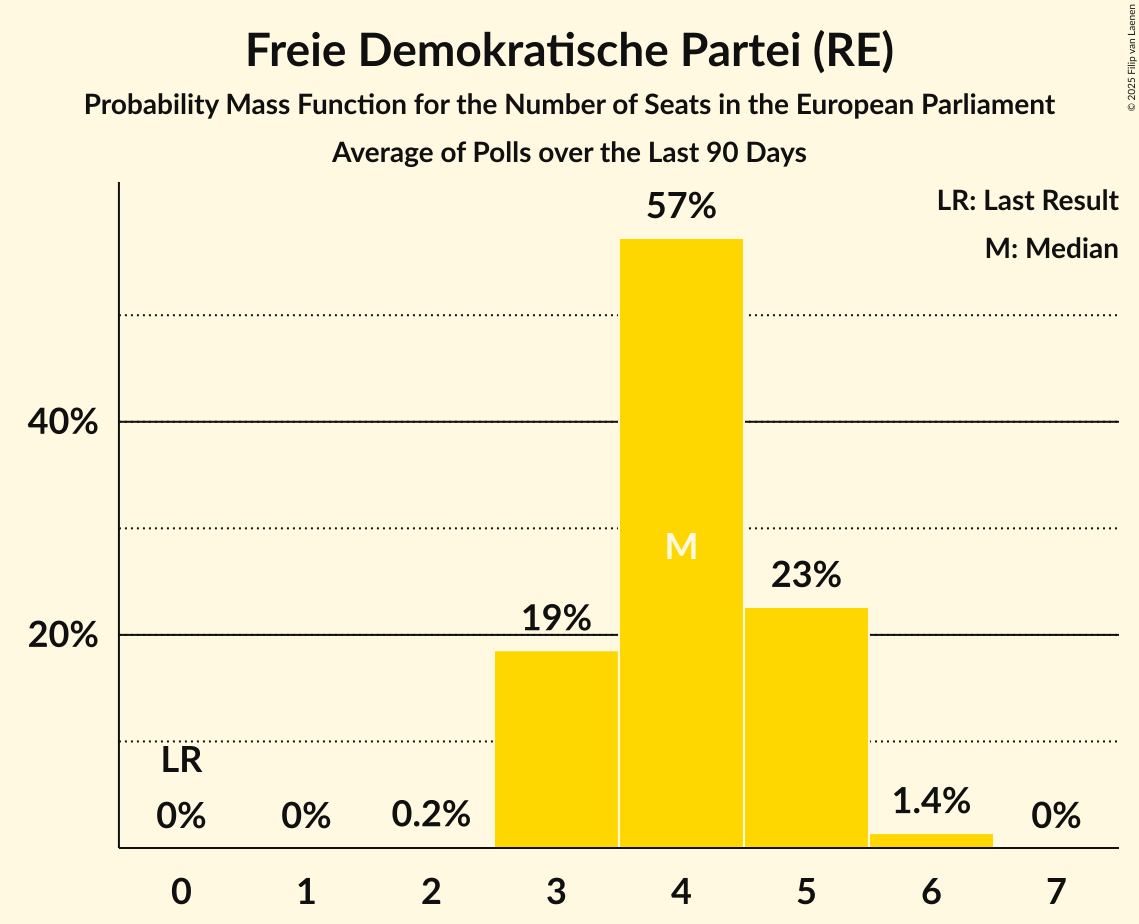 Freie Demokratische Partei (RE)
Probability Mass Function for the Number of Seats in the European Parliament
Average of Polls over the Last 90 Days
© 2025 Filip van Laenen
LR: Last Result
M: Median
57%
40%
M
23%
20%
19%
LR
0%
0%
0.2%
1.4%
0%
0
1
2
3
4
5
6
7